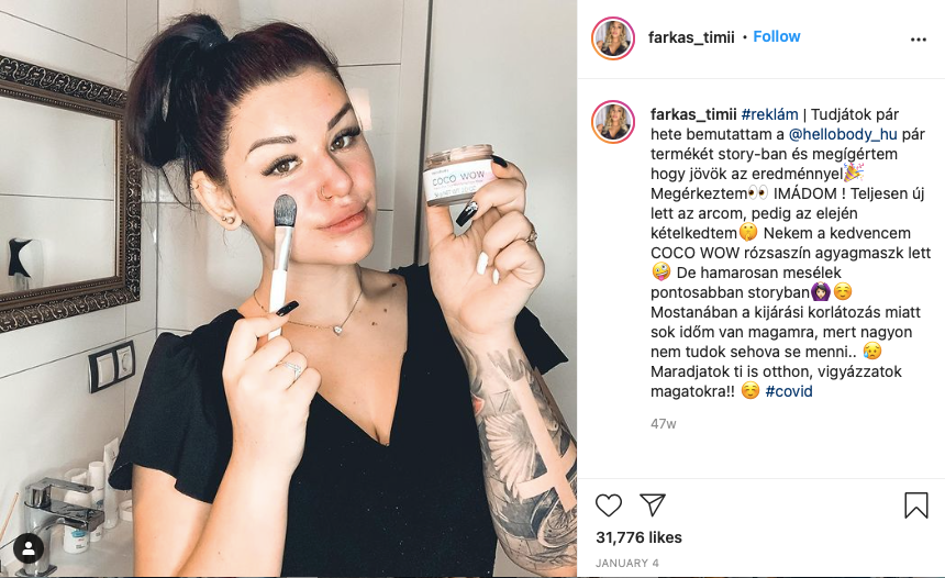 COCO WOW
farkas_timii • Follow
farkas_timii #reklám | Tudjátok pár
hete bemutattam a @hellobody_hu pár
termékét story-ban és megígértem
hogy jövök az eredménnyel🎉
Megérkeztem👀 IMÁDOM ! Teljesen új
lett az arcom, pedig az elején
kételkedtem🤫 Nekem a kedvencem
COCO WOW rózsaszín agyagmaszk lett
🤪 De hamarosan mesélek
pontosabban storyban🙆🏻‍♀️☺️
Mostanában a kijárási korlátozás miatt
sok időm van magamra, mert nagyon
nem tudok sehova se menni.. 😥
Maradjatok ti is otthon, vigyázzatok
magatokra!! ☺️ #covid
47w
31,776 likes
JANUARY 4